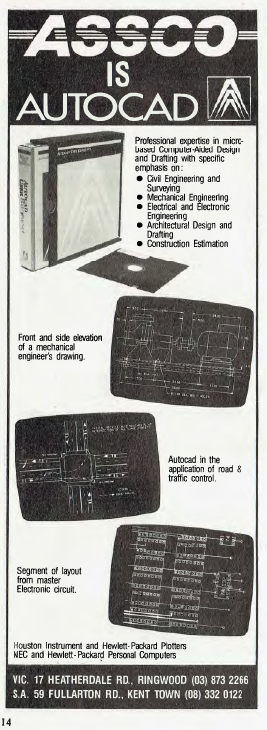 ASSCO
IS
AUTOCAD
Professional expertise in micro-
based Computer-Aided Design
and Drafting with specific
emphasis on:
● Civil Engineering and
Surveying
● Mechanical Engineering
● Electrical and Electronic
Engineering
● Architectural Design and
Drafting
● Construction Estimation
Front and side elevation
of a mechanical
engineer's drawing.
Autocad in the
application of road &
traffic control.
Segment of layout
from master
Electronic circuit.
Houston Instrument and Hewlett-Packard Plotters
NEC and Hewlett-Packard Personal Computers
VIC. 17 HEATHERDALE RD., RINGWOOD (03) 873 2266
S.A. 59 FULLARTON RD., KENT TOWN (08) 332 0122
14